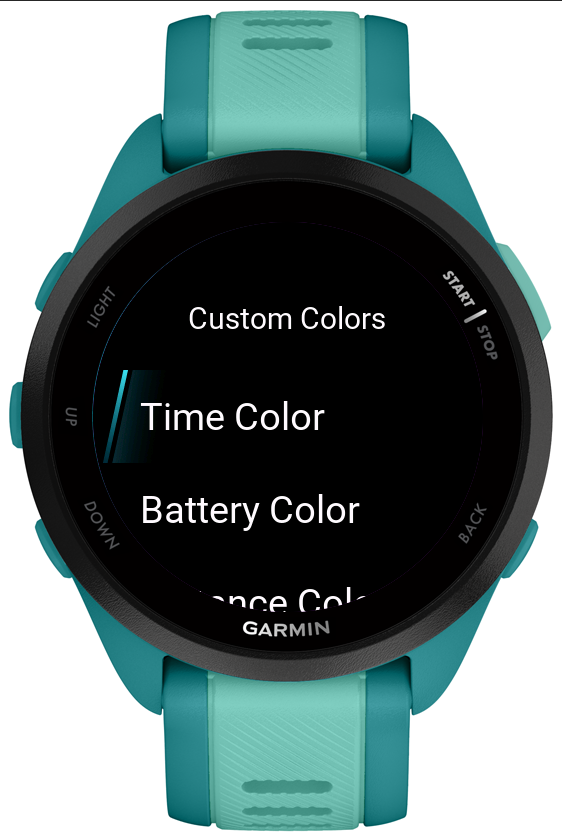 START
STOP
LIGHT
Custom Colors
UP
Time Color
Battery Color
DOWN
BACK
GARMIN